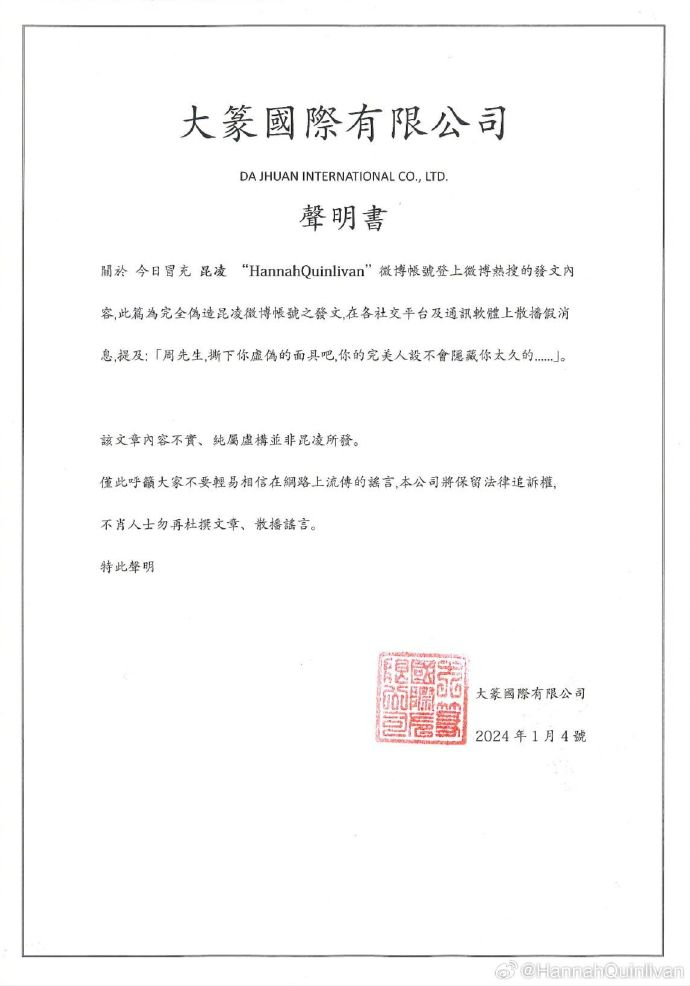 大篆國際有限公司
DA JHUAN INTERNATIONAL CO., LTD.
聲明書
關於 今日冒充 昆凌 “HannahQuinlivan”微博帳號登上微博熱搜的發文內
容,此篇為完全偽造昆凌微博帳號之發文,在各社交平台及通訊軟體上散播假消
息,提及:「周先生,撕下你虛偽的面具吧,你的完美人設不會隱藏你太久的......」。
該文章內容不實、純屬虛構並非昆凌所發。
僅此呼籲大家不要輕易相信在網路上流傳的謠言,本公司將保留法律追訴權,
不肖人士勿再杜撰文章、散播謠言。
特此聲明
大篆國際有限公司
大篆國際有限公司
2024 年 1 月 4 號
@HannahQuinlivan